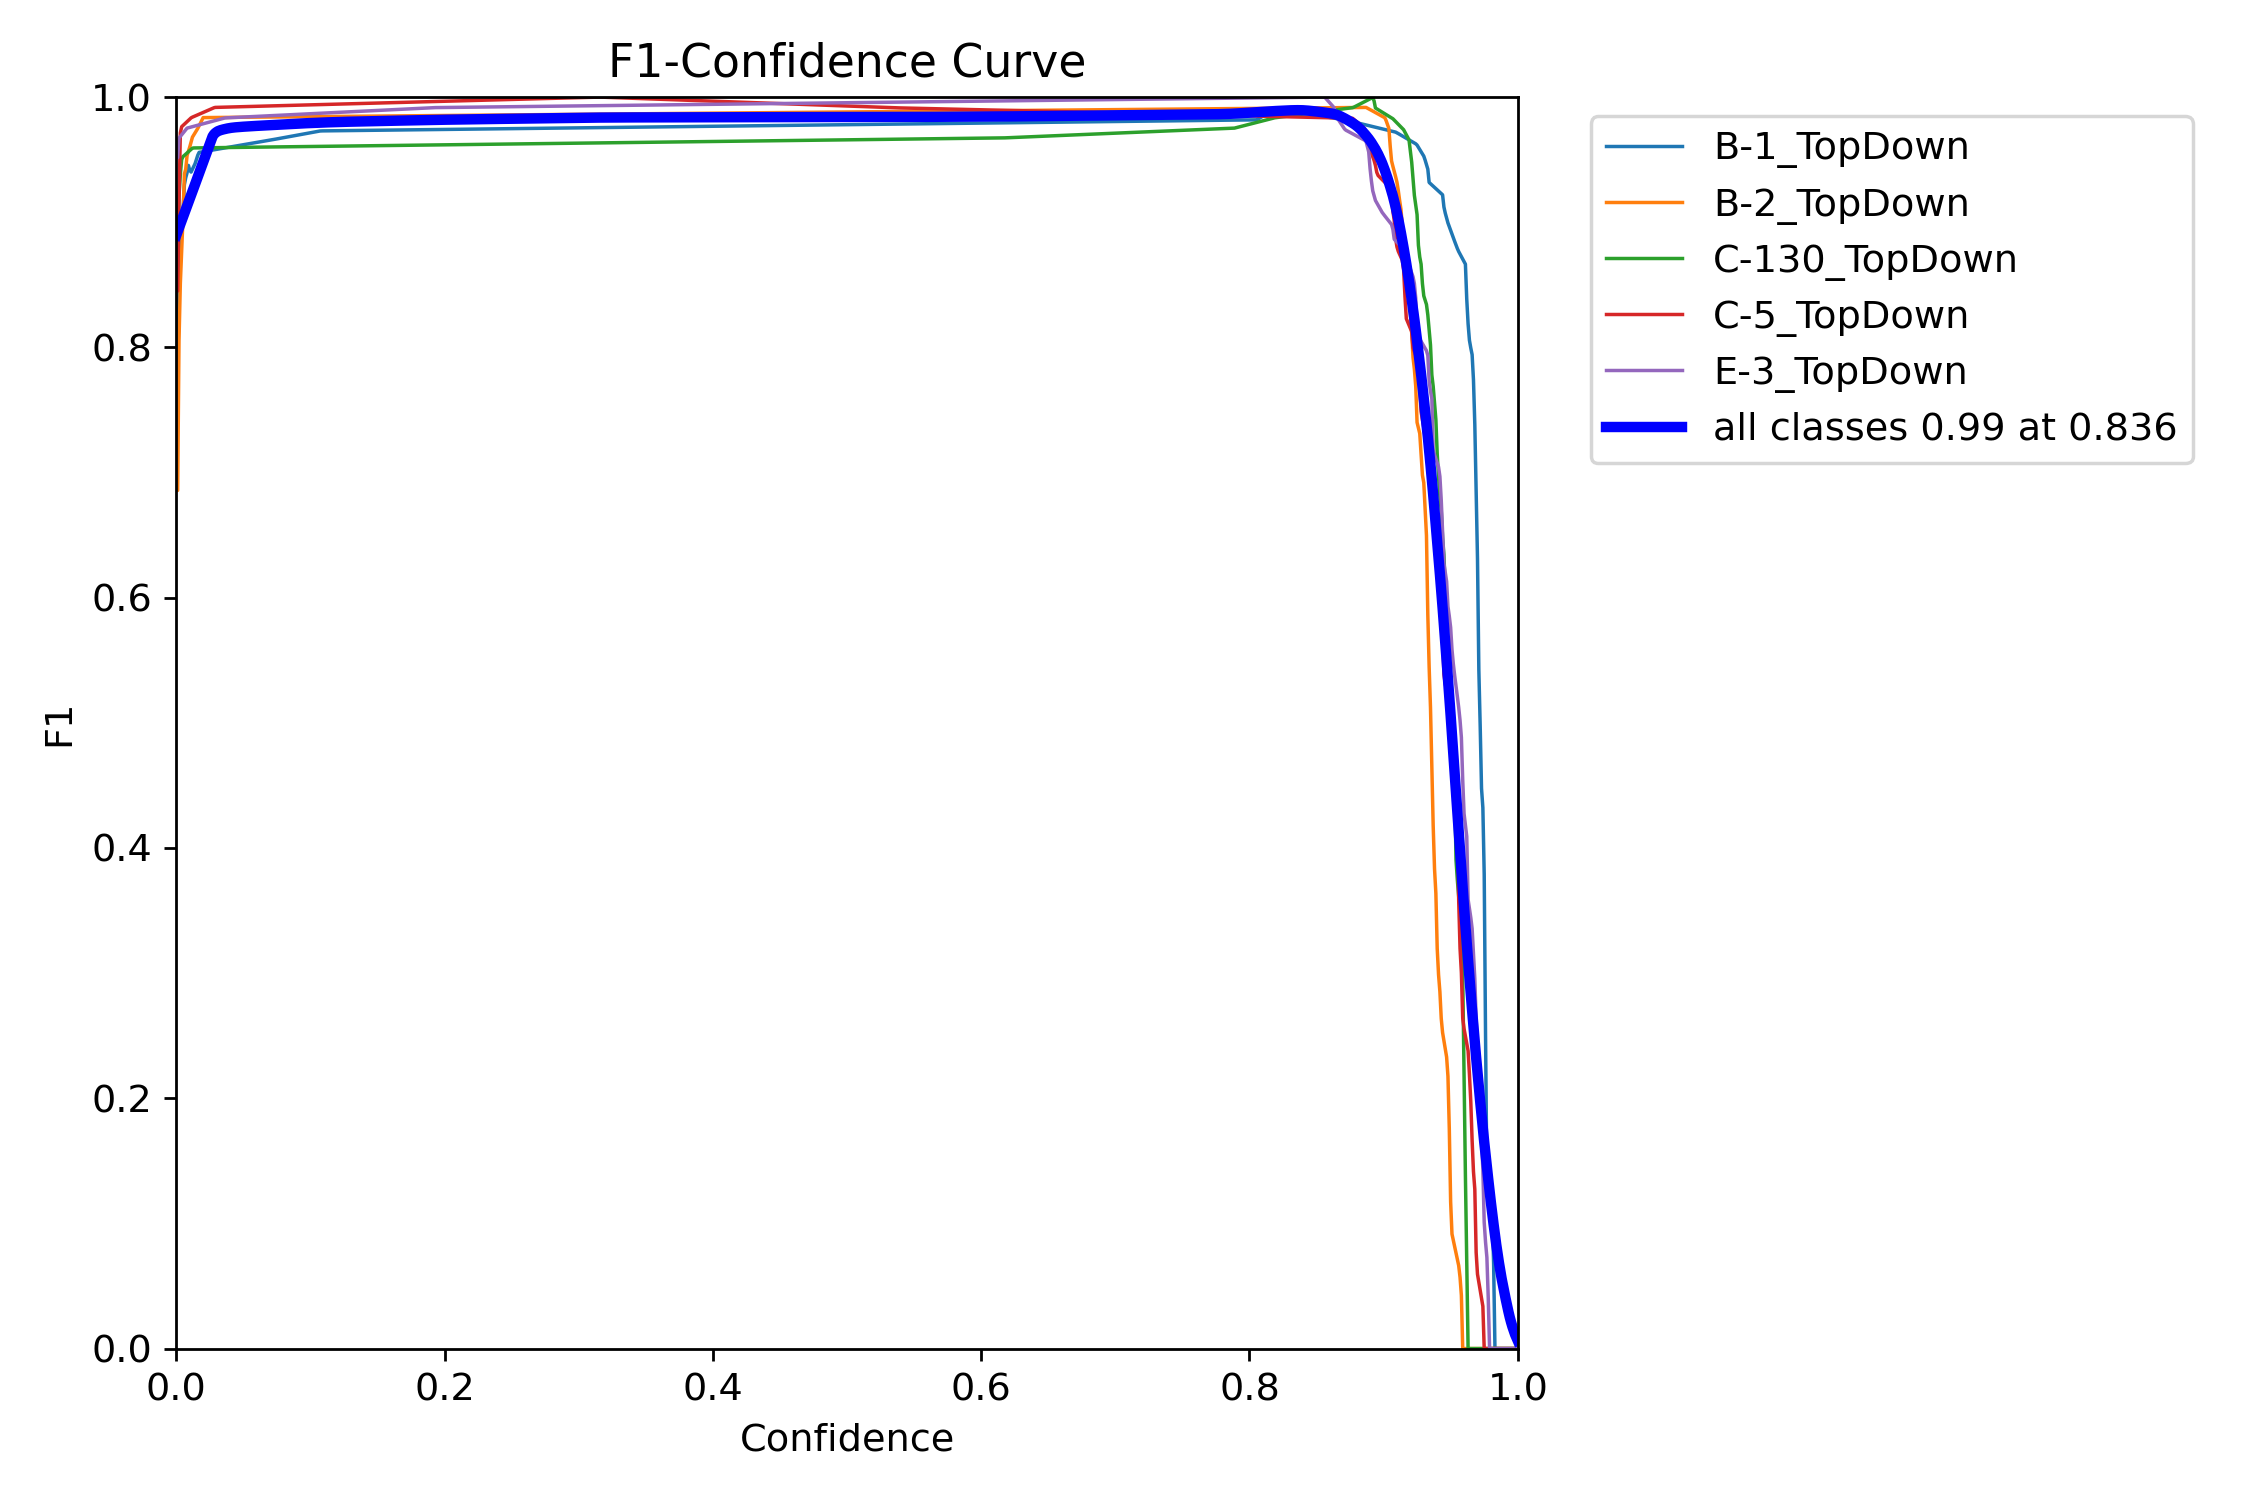 F1-Confidence Curve
1.0
0.8
0.6
0.4
0.2
0.0
F1
0.0 0.2 0.4 0.6 0.8 1.0
Confidence
B-1_TopDown
B-2_TopDown
C-130_TopDown
C-5_TopDown
E-3_TopDown
all classes 0.99 at 0.836